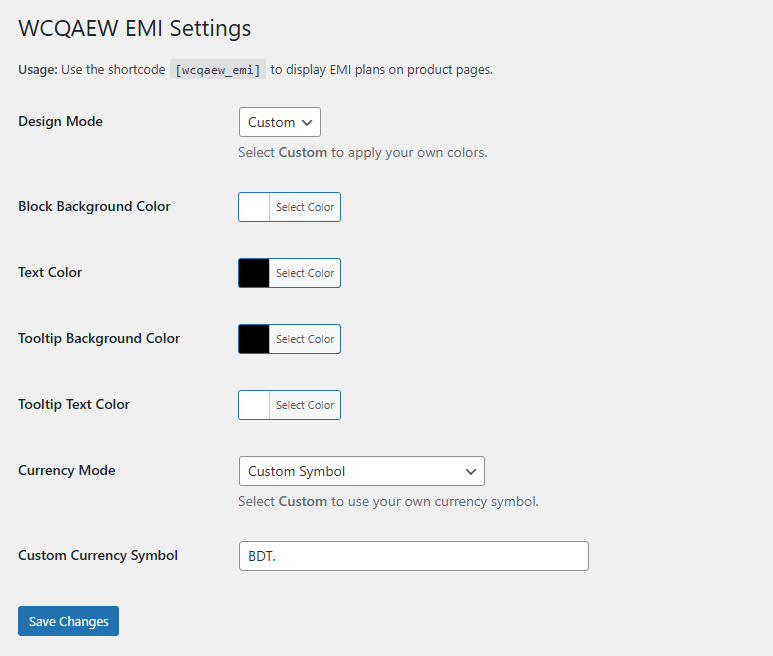 WCQAEW EMI Settings
Usage: Use the shortcode [wcqaew_emi] to display EMI plans on product pages.
Design Mode
Custom
Select Custom to apply your own colors.
Block Background Color
Select Color
Text Color
Select Color
Tooltip Background Color
Select Color
Tooltip Text Color
Select Color
Currency Mode
Custom Symbol
Select Custom to use your own currency symbol.
Custom Currency Symbol
BDT.
Save Changes